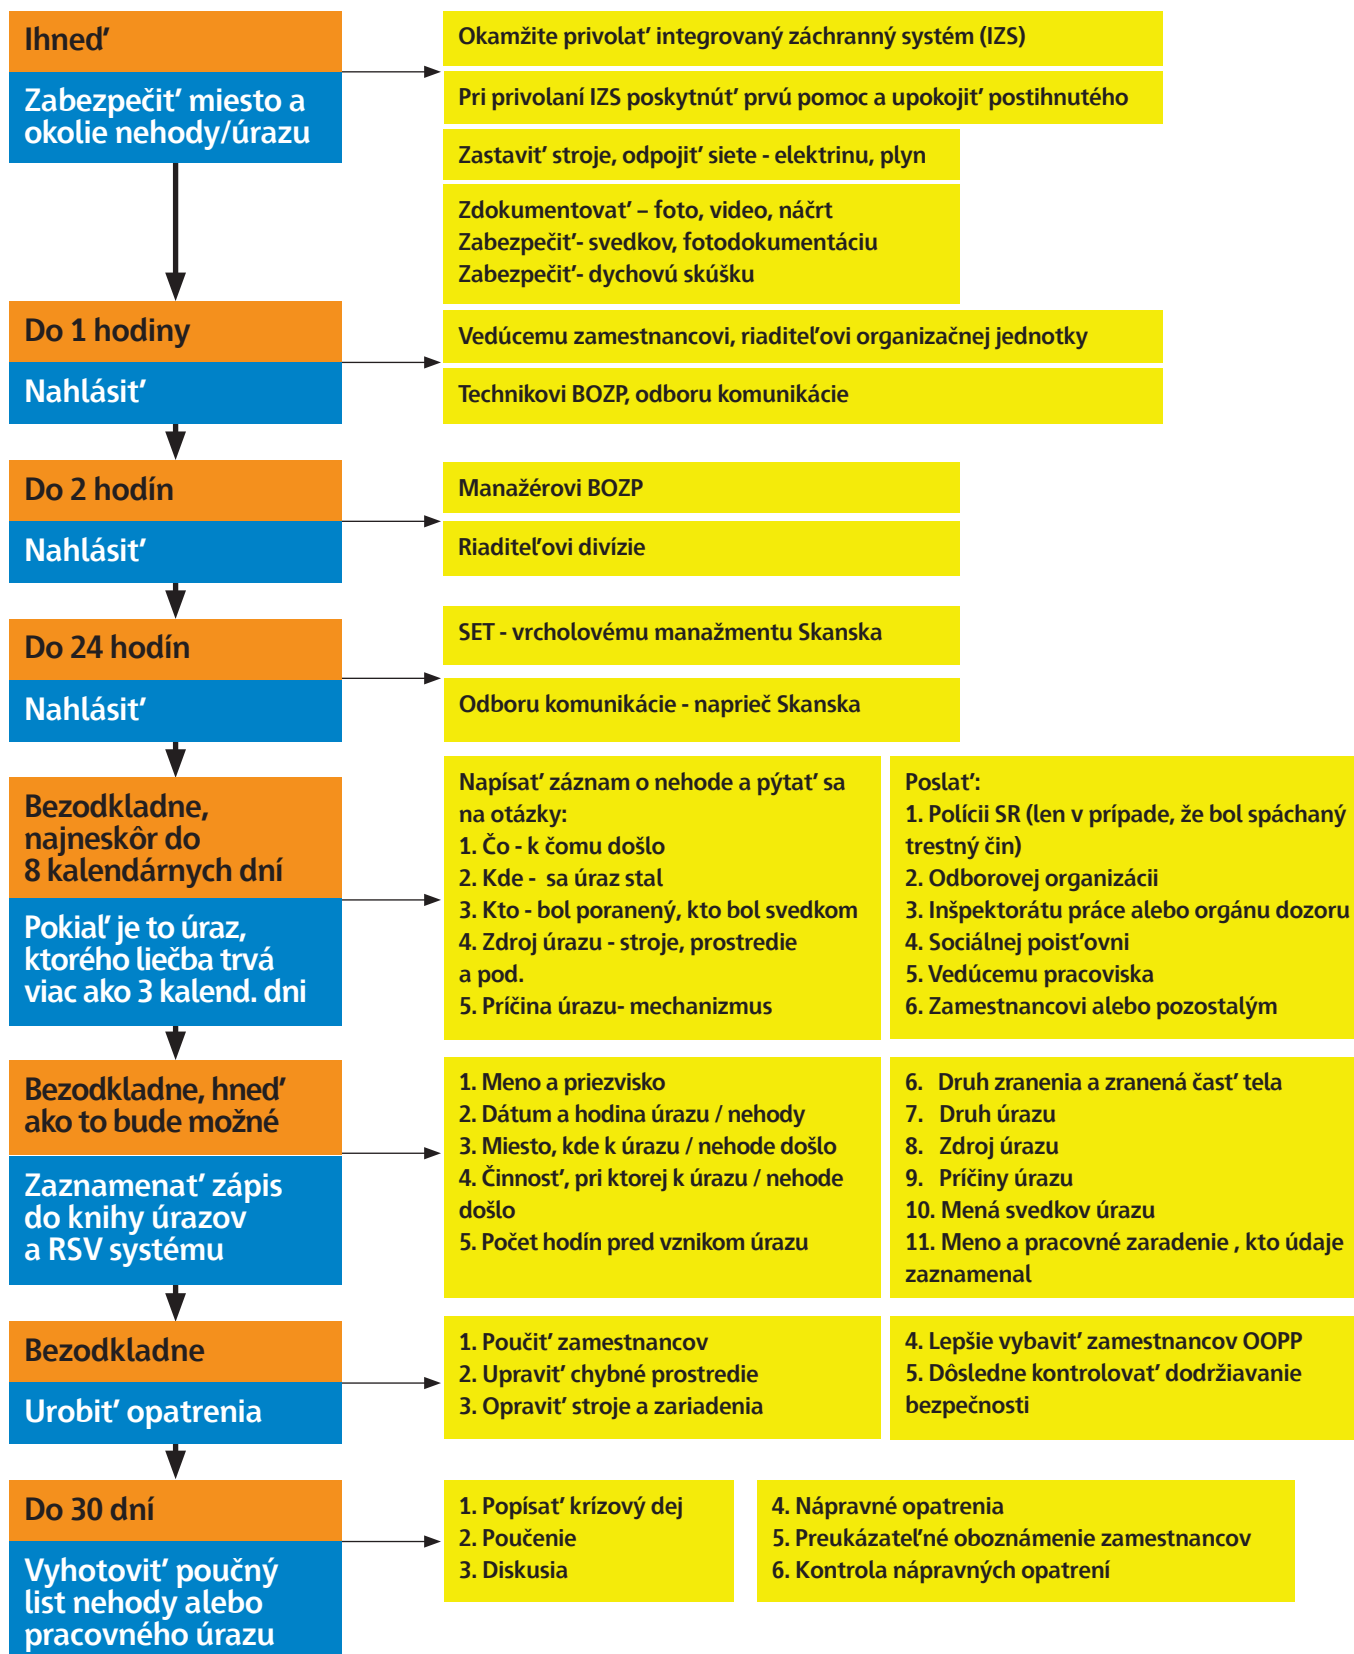 Ihneď
Zabezpečiť miesto a
okolie nehody/úrazu
Okamžite privolať integrovaný záchranný systém (IZS)
Pri privolaní IZS poskytnúť prvú pomoc a upokojiť postihnutého
Zastaviť stroje, odpojiť siete - elektrinu, plyn
Zdokumentovať – foto, video, náčrt
Zabezpečiť- svedkov, fotodokumentáciu
Zabezpečiť- dychovú skúšku
Do 1 hodiny
Nahlásiť
Vedúcemu zamestnancovi, riaditeľovi organizačnej jednotky
Technikovi BOZP, odboru komunikácie
Do 2 hodín
Nahlásiť
Manažérovi BOZP
Riaditeľovi divízie
Do 24 hodín
Nahlásiť
SET - vrcholovému manažmentu Skanska
Odboru komunikácie - naprieč Skanska
Bezodkladne,
najneskôr do
8 kalendárnych dní
Pokiaľ je to úraz,
ktorého liečba trvá
viac ako 3 kalend. dni
Napísať záznam o nehode a pýtať sa
na otázky:
1. Čo - k čomu došlo
2. Kde -  sa úraz stal
3. Kto - bol poranený, kto bol svedkom
4. Zdroj úrazu - stroje, prostredie
a pod.
5. Príčina úrazu- mechanizmus
Poslať:
1. Polícii SR (len v prípade, že bol spáchaný
trestný čin)
2. Odborovej organizácii
3. Inšpektorátu práce alebo orgánu dozoru
4. Sociálnej poisťovni
5. Vedúcemu pracoviska
6. Zamestnancovi alebo pozostalým
Bezodkladne, hneď
ako to bude možné
Zaznamenať zápis
do knihy úrazov
a RSV systému
1. Meno a priezvisko
2. Dátum a hodina úrazu / nehody
3. Miesto, kde k úrazu / nehode došlo
4. Činnosť, pri ktorej k úrazu / nehode
došlo
5. Počet hodín pred vznikom úrazu
6.   Druh zranenia a zranená časť tela
7.   Druh úrazu
8.   Zdroj úrazu
9.   Príčiny úrazu
10. Mená svedkov úrazu
11. Meno a pracovné zaradenie , kto údaje
zaznamenal
Bezodkladne
Urobiť opatrenia
1. Poučiť zamestnancov
2. Upraviť chybné prostredie
3. Opraviť stroje a zariadenia
4. Lepšie vybaviť zamestnancov OOPP
5. Dôsledne kontrolovať dodržiavanie
bezpečnosti
Do 30 dní
Vyhotoviť poučný
list nehody alebo
pracovného úrazu
1. Popísať krízový dej
2. Poučenie
3. Diskusia
4. Nápravné opatrenia
5. Preukázateľné oboznámenie zamestnancov
6. Kontrola nápravných opatrení